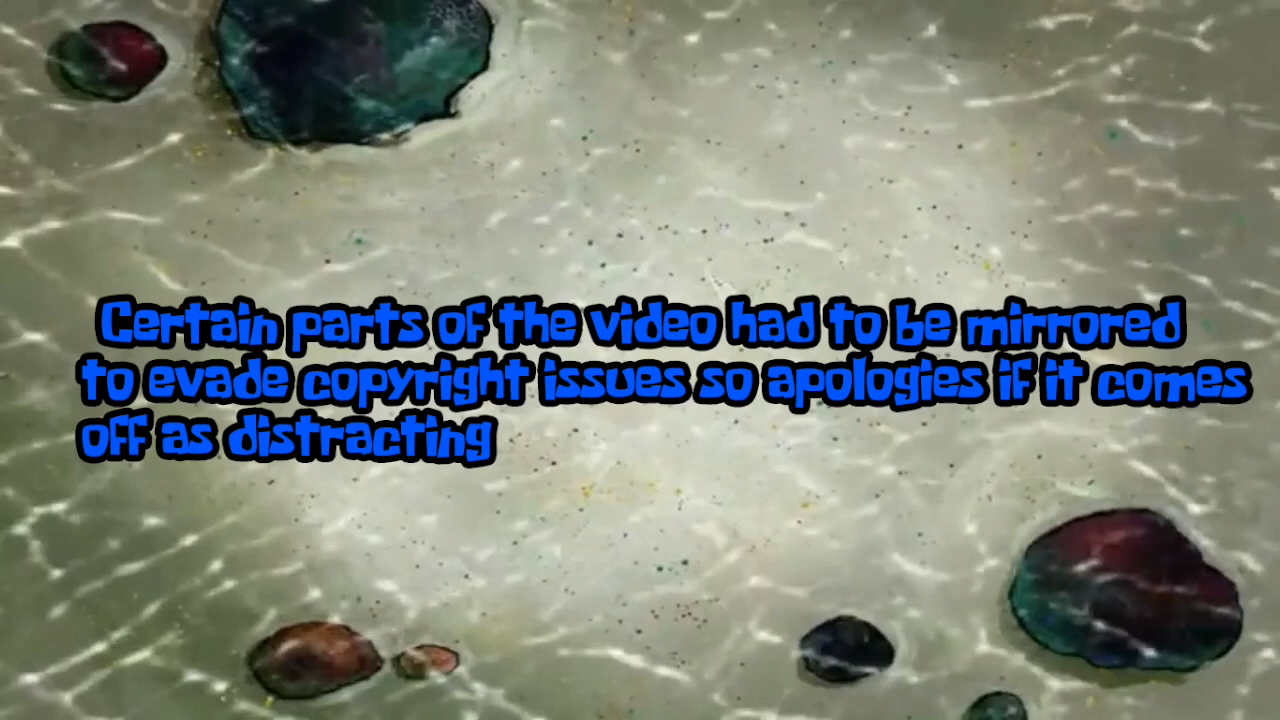 Certain parts of the video had to be mirrored
to evade copyright issues so apologies if it comes
off as distracting